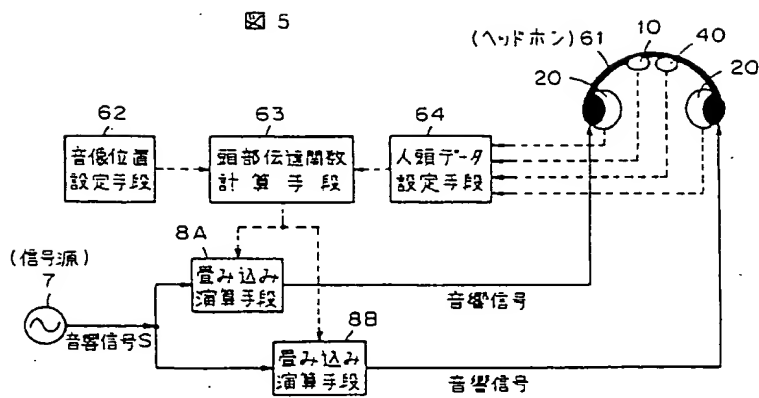 図 5
(ヘッドホン) 61
10
40
20
20
62
63
64
音像位置
設定手段
頭部伝達関数
計算手段
人頭データ
設定手段
8A
(信号源)
7
畳み込み
演算手段
音響信号
音響信号S
8B
畳み込み
演算手段
音響信号